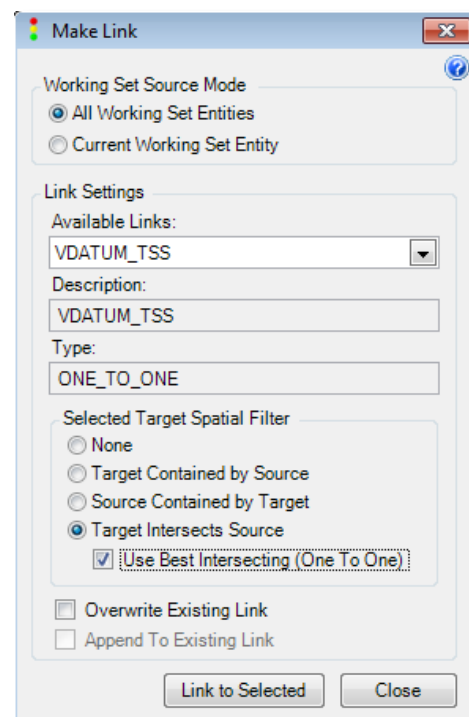 Make Link
Working Set Source Mode
All Working Set Entities
Current Working Set Entity
Link Settings
Available Links:
VDATUM_TSS
Description:
VDATUM_TSS
Type:
ONE_TO_ONE
Selected Target Spatial Filter
None
Target Contained by Source
Source Contained by Target
Target Intersects Source
Use Best Intersecting (One To One)
Overwrite Existing Link
Append To Existing Link
Link to Selected Close